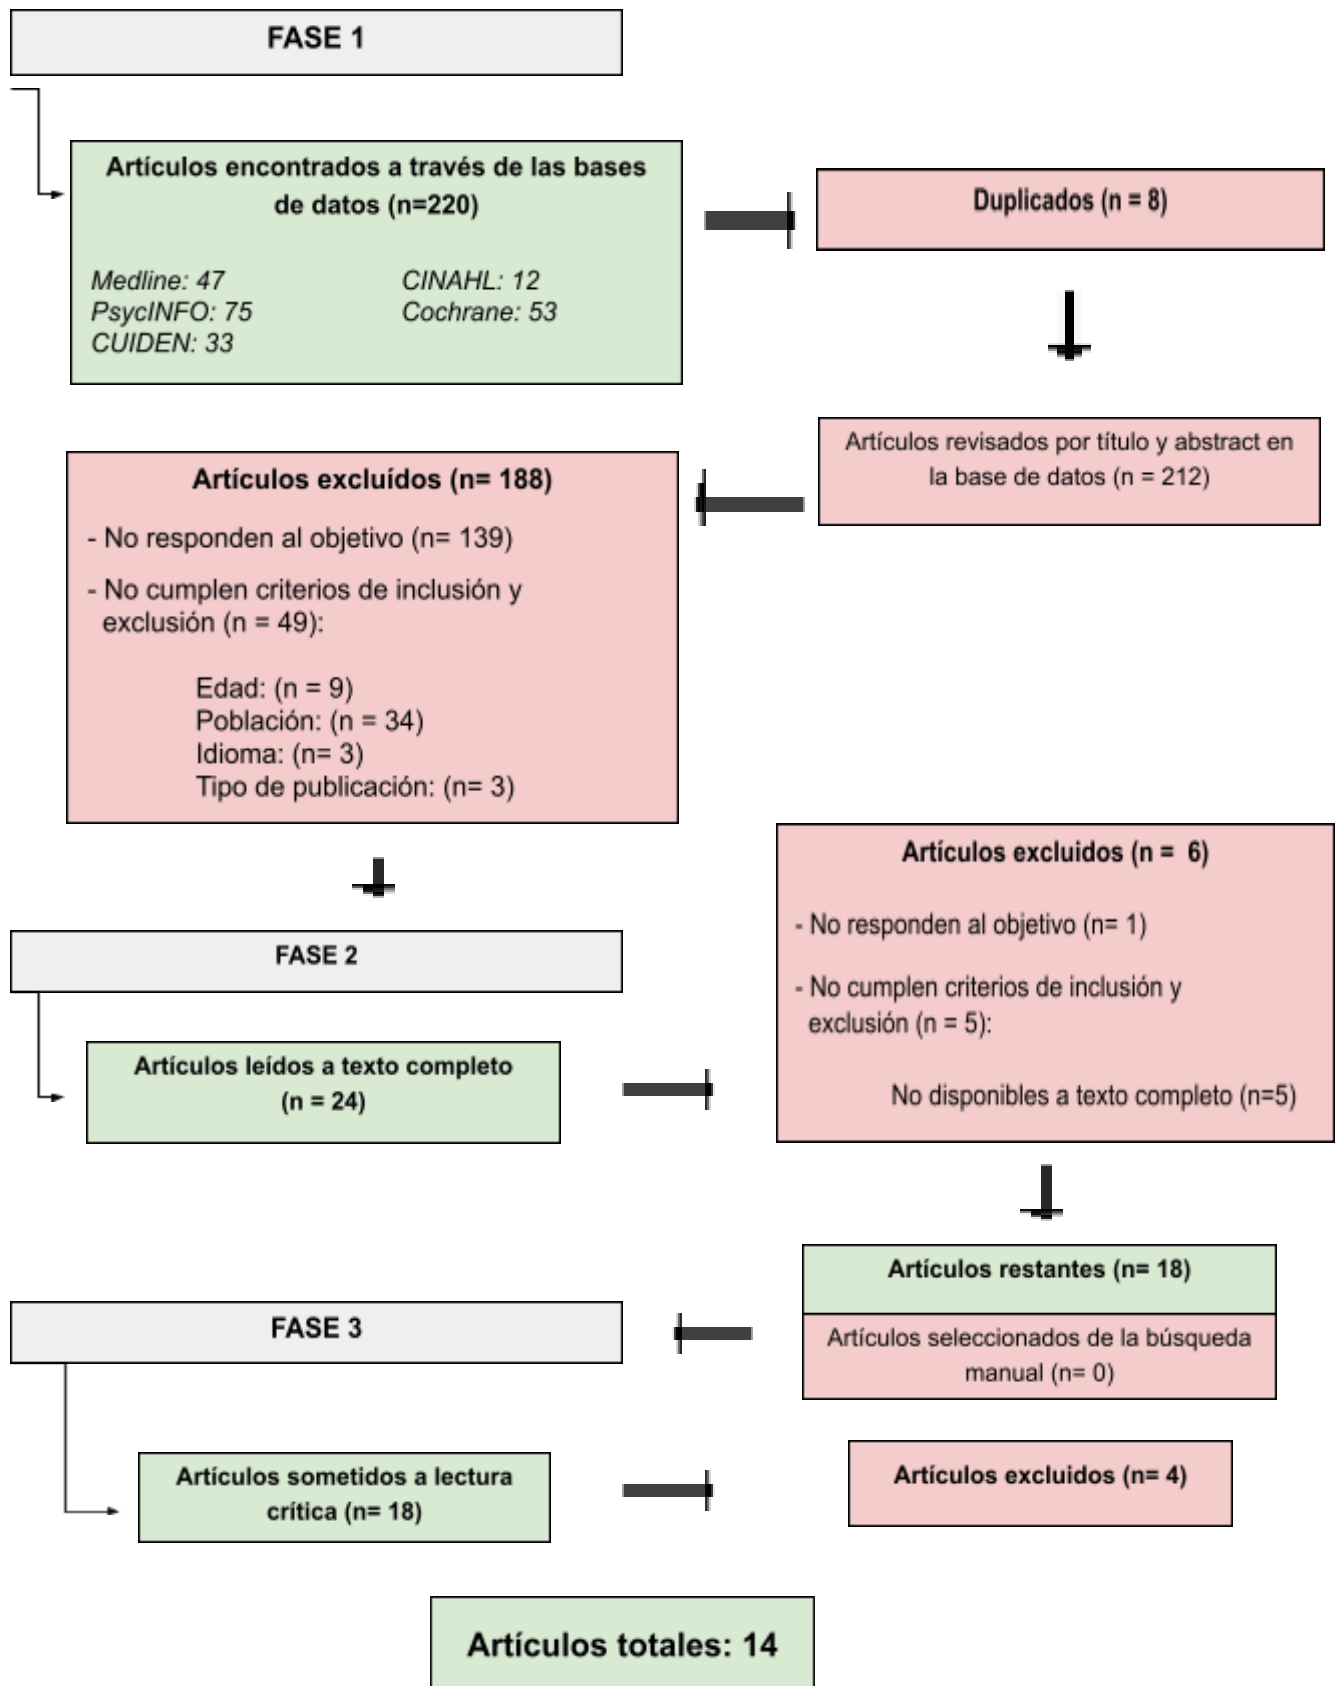 FASE 1
Artículos encontrados a través de las bases
de datos (n=220)
Medline: 47
CINAHL: 12
PsycINFO: 75
Cochrane: 53
CUIDEN: 33
Duplicados (n = 8)
Artículos revisados por título y abstract en
la base de datos (n = 212)
Artículos excluídos (n= 188)
- No responden al objetivo (n= 139)
- No cumplen criterios de inclusión y
exclusión (n = 49):
Edad: (n = 9)
Población: (n = 34)
Idioma: (n= 3)
Tipo de publicación: (n= 3)
FASE 2
Artículos leídos a texto completo
(n = 24)
Artículos excluidos (n = 6)
- No responden al objetivo (n= 1)
- No cumplen criterios de inclusión y
exclusión (n = 5):
No disponibles a texto completo (n=5)
Artículos restantes (n= 18)
Artículos seleccionados de la búsqueda
manual (n= 0)
FASE 3
Artículos sometidos a lectura
crítica (n= 18)
Artículos excluidos (n= 4)
Artículos totales: 14